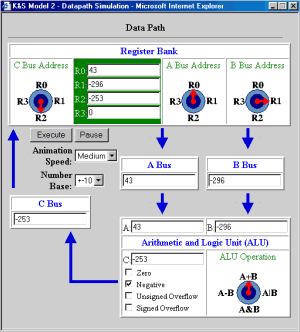 K&S Model 2 - Datapath Simulation - Microsoft Internet Explorer
Data Path
Register Bank
C Bus Address
A Bus Address
B Bus Address
R0 43
R1 -296
R2 -253
R3 0
R0
R3 R1
R2
R0
R3 R1
R2
R0
R3 R1
R2
Execute Pause
Animation Speed: Medium
Number Base: +-10
A Bus
43
B Bus
-296
C Bus
-253
A: 43
B: -296
Arithmetic and Logic Unit (ALU)
C: -253
Zero
Negative
Unsigned Overflow
Signed Overflow
ALU Operation
A+B
A-B A|B
A&B